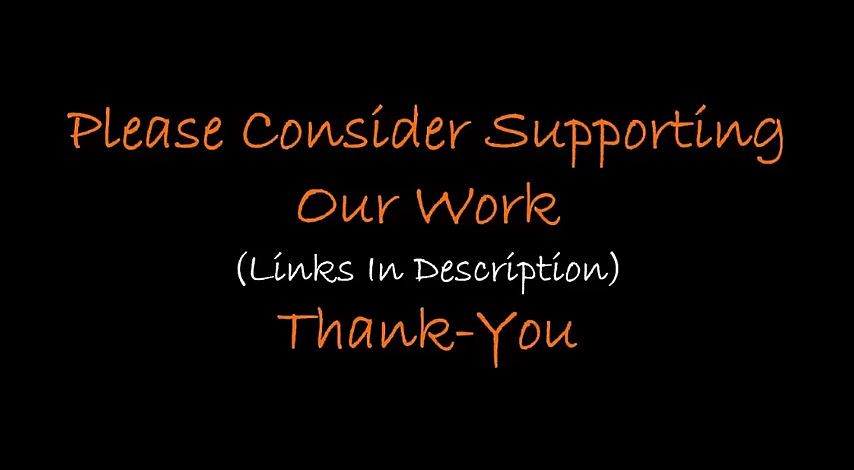 Please Consider Supporting
Our Work
(Links In Description)
Thank-You